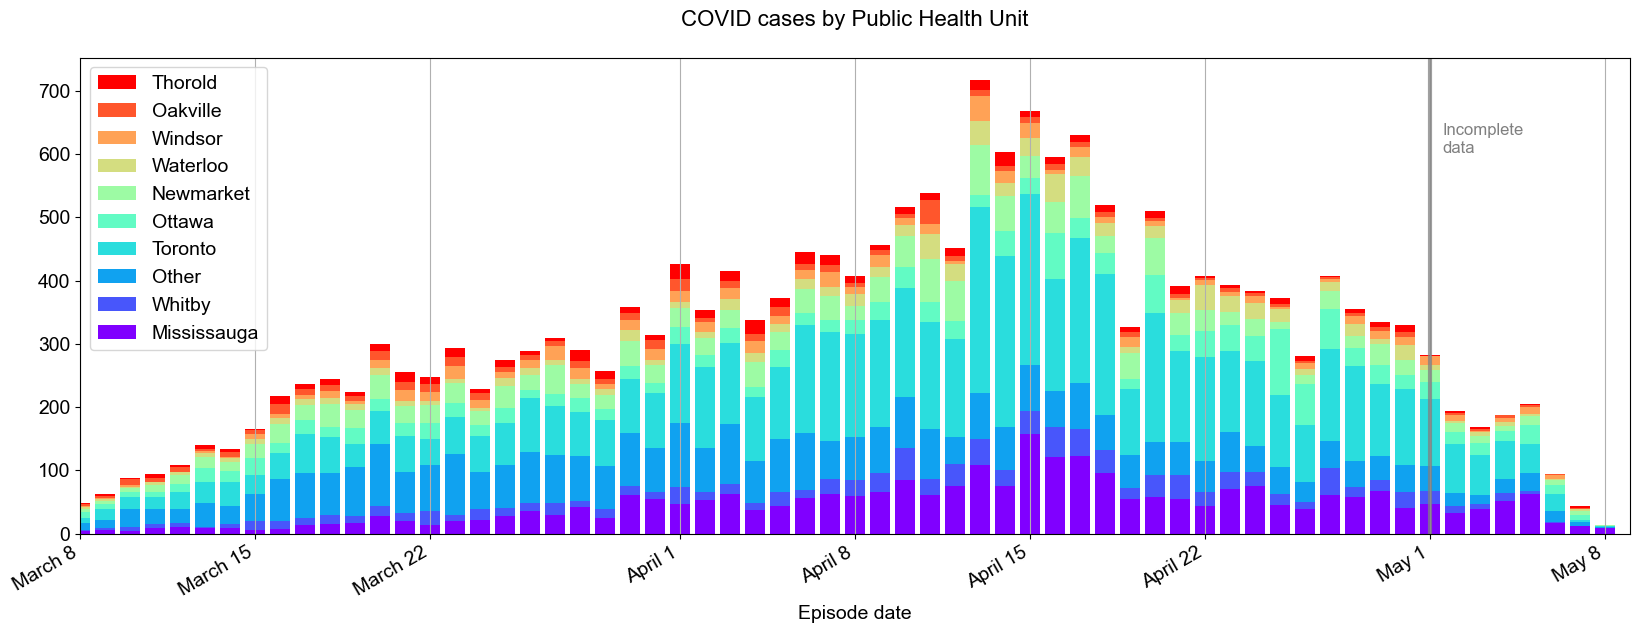 COVID cases by Public Health Unit
700
600
500
400
300
200
100
0
Thorold
Oakville
Windsor
Waterloo
Newmarket
Ottawa
Toronto
Other
Whitby
Mississauga
Incomplete
data
March 8
March 15
March 22
April 1
April 8
April 15
April 22
May 1
May 8
Episode date